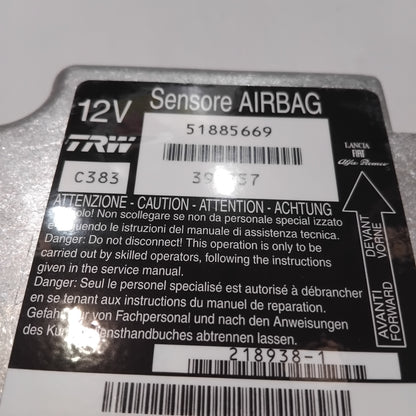 12V Sensore AIRBAG
51885669
TRW
LANCIA
FIAT
Alfa Romeo
C383
ATTENZIONE - CAUTION - ATTENTION - ACHTUNG
Non scollegare se non da personale special izzato
le istruzioni del manuale di assistenza tecnica.
Danger: Do not disconnect! This operation is only to be
carried out by skilled operators, following the instructions
given in the service manual.
Danger: Seul le personel spécialisé est autorisé à débrancher
en se tenant aux instructions du manuel de reparation.
von Fachpersonal und nach den Anweisungen
des abtrennen lassen.
AVANTI DEVANT
FORWARD VORNE
218938-1